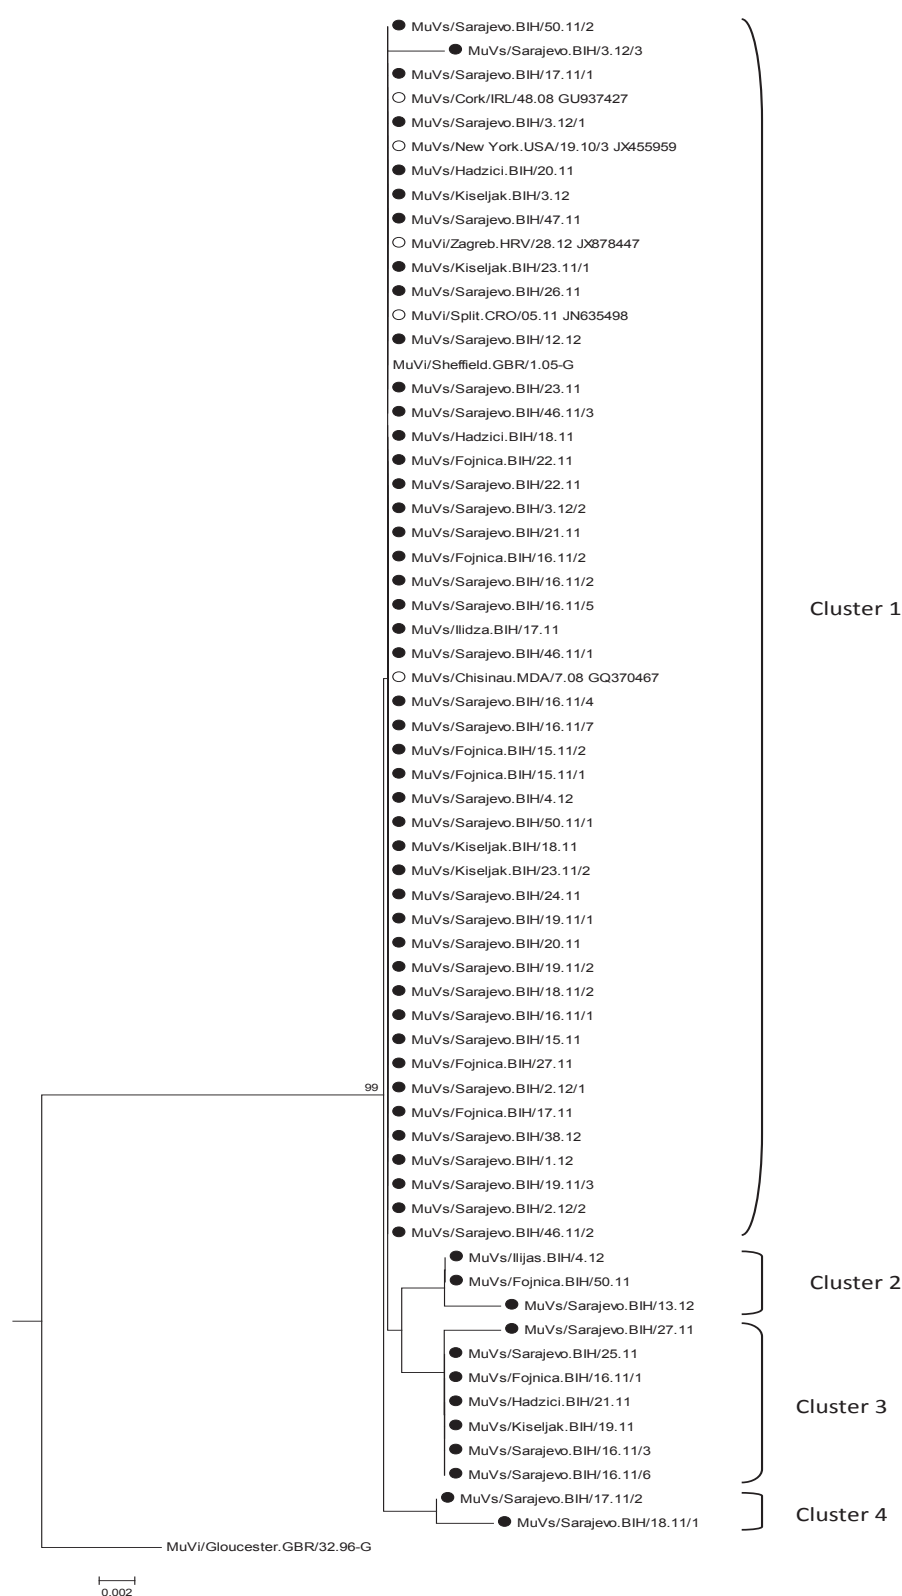 MuVs/Sarajevo.BIH/50.11/2
MuVs/Sarajevo.BIH/3.12/3
MuVs/Sarajevo.BIH/17.11/1
MuVs/Cork/IRL/48.08 GU937427
MuVs/Sarajevo.BIH/3.12/1
MuVs/New York.USA/19.10/3 JX455959
MuVs/Hadzici.BIH/20.11
MuVs/Kiseljak.BIH/3.12
MuVs/Sarajevo.BIH/47.11
MuVi/Zagreb.HRV/28.12 JX878447
MuVs/Kiseljak.BIH/23.11/1
MuVs/Sarajevo.BIH/26.11
MuVi/Split.CRO/05.11 JN635498
MuVs/Sarajevo.BIH/12.12
MuVi/Sheffield.GBR/1.05-G
MuVs/Sarajevo.BIH/23.11
MuVs/Sarajevo.BIH/46.11/3
MuVs/Hadzici.BIH/18.11
MuVs/Fojnica.BIH/22.11
MuVs/Sarajevo.BIH/22.11
MuVs/Sarajevo.BIH/3.12/2
MuVs/Sarajevo.BIH/21.11
MuVs/Fojnica.BIH/16.11/2
MuVs/Sarajevo.BIH/16.11/2
MuVs/Sarajevo.BIH/16.11/5
Cluster 1
MuVs/Ilidza.BIH/17.11
MuVs/Sarajevo.BIH/46.11/1
MuVs/Chisinau.MDA/7.08 GQ370467
MuVs/Sarajevo.BIH/16.11/4
MuVs/Sarajevo.BIH/16.11/7
MuVs/Fojnica.BIH/15.11/2
MuVs/Fojnica.BIH/15.11/1
MuVs/Sarajevo.BIH/4.12
MuVs/Sarajevo.BIH/50.11/1
MuVs/Kiseljak.BIH/18.11
MuVs/Kiseljak.BIH/23.11/2
MuVs/Sarajevo.BIH/24.11
MuVs/Sarajevo.BIH/19.11/1
MuVs/Sarajevo.BIH/20.11
MuVs/Sarajevo.BIH/19.11/2
MuVs/Sarajevo.BIH/18.11/2
MuVs/Sarajevo.BIH/16.11/1
MuVs/Sarajevo.BIH/15.11
MuVs/Fojnica.BIH/27.11
99
MuVs/Sarajevo.BIH/2.12/1
MuVs/Fojnica.BIH/17.11
MuVs/Sarajevo.BIH/38.12
MuVs/Sarajevo.BIH/1.12
MuVs/Sarajevo.BIH/19.11/3
MuVs/Sarajevo.BIH/2.12/2
MuVs/Sarajevo.BIH/46.11/2
MuVs/Ilijas.BIH/4.12
MuVs/Fojnica.BIH/50.11
Cluster 2
MuVs/Sarajevo.BIH/13.12
MuVs/Sarajevo.BIH/27.11
MuVs/Sarajevo.BIH/25.11
MuVs/Fojnica.BIH/16.11/1
MuVs/Hadzici.BIH/21.11
Cluster 3
MuVs/Kiseljak.BIH/19.11
MuVs/Sarajevo.BIH/16.11/3
MuVs/Sarajevo.BIH/16.11/6
MuVs/Sarajevo.BIH/17.11/2
Cluster 4
MuVs/Sarajevo.BIH/18.11/1
MuVi/Gloucester.GBR/32.96-G
0.002